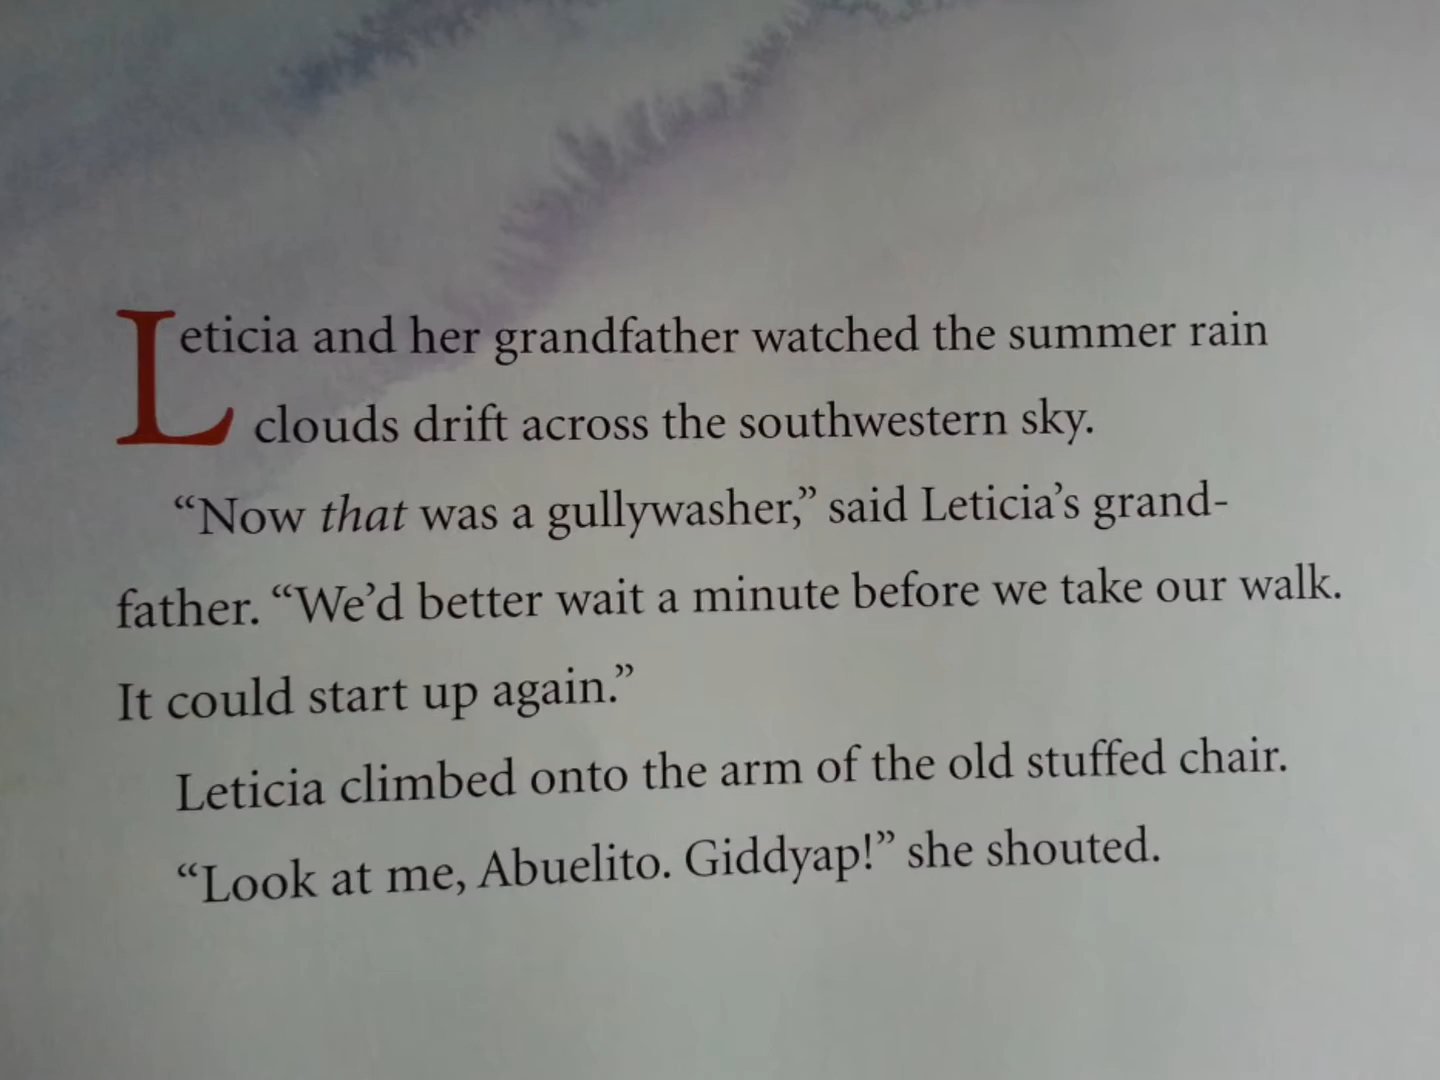 Leticia and her grandfather watched the summer rain
clouds drift across the southwestern sky.
“Now that was a gullywasher,” said Leticia’s grand-
father. “We’d better wait a minute before we take our walk.
It could start up again.”
Leticia climbed onto the arm of the old stuffed chair.
“Look at me, Abuelito. Giddyap!” she shouted.